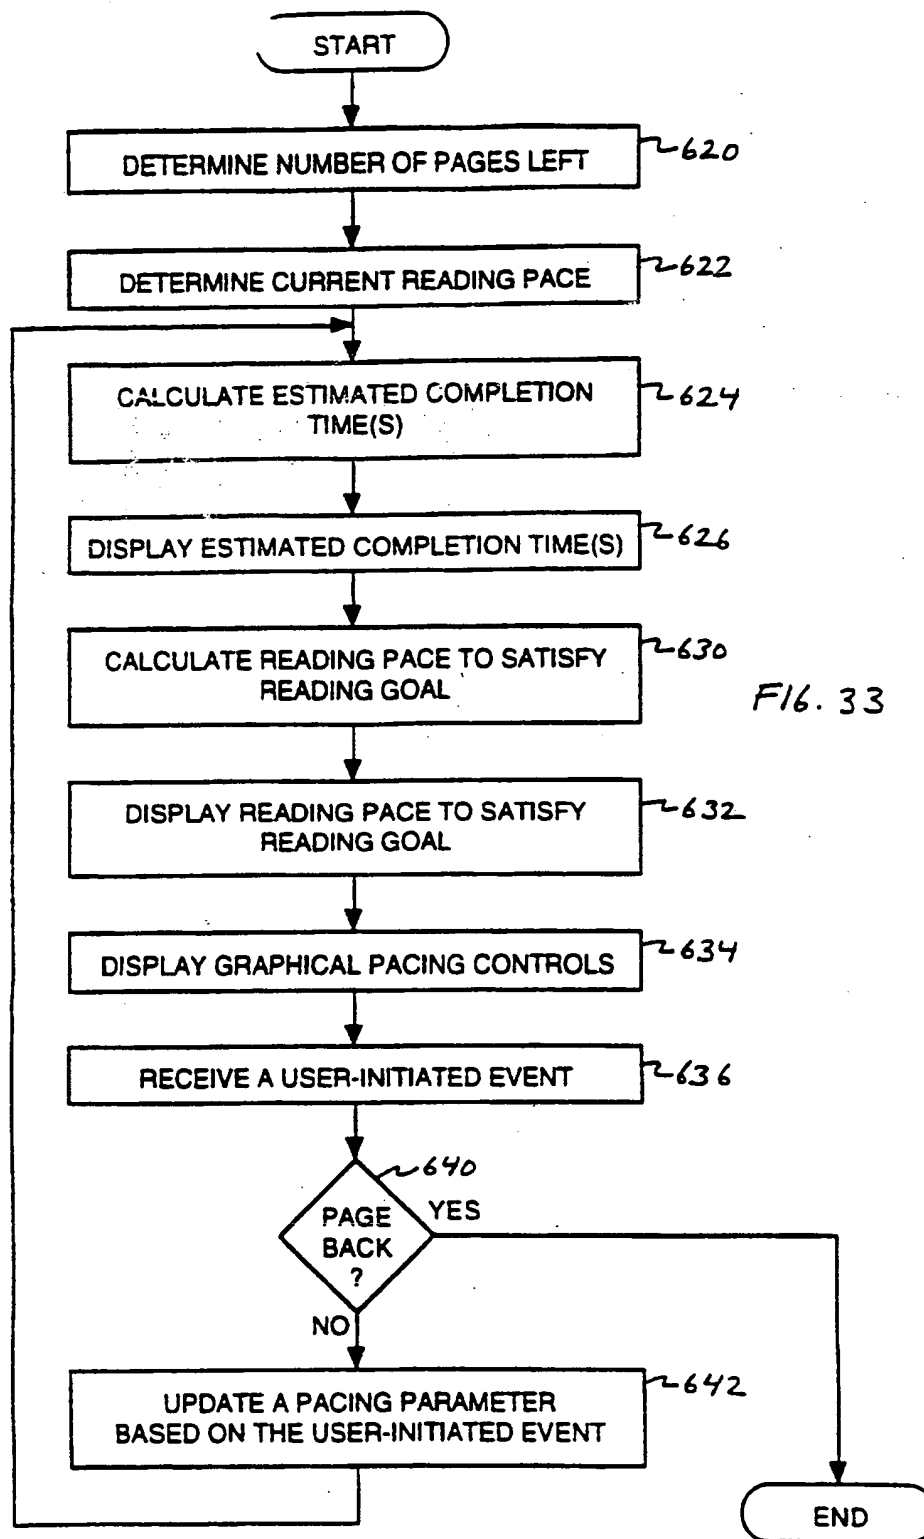 START
DETERMINE NUMBER OF PAGES LEFT
620
DETERMINE CURRENT READING PACE
622
CALCULATE ESTIMATED COMPLETION
TIME(S)
624
DISPLAY ESTIMATED COMPLETION TIME(S)
626
CALCULATE READING PACE TO SATISFY
READING GOAL
630
FIG. 33
DISPLAY READING PACE TO SATISFY
READING GOAL
632
DISPLAY GRAPHICAL PACING CONTROLS
634
RECEIVE A USER-INITIATED EVENT
636
640
PAGE
BACK
?
YES
NO
UPDATE A PACING PARAMETER
BASED ON THE USER-INITIATED EVENT
642
END